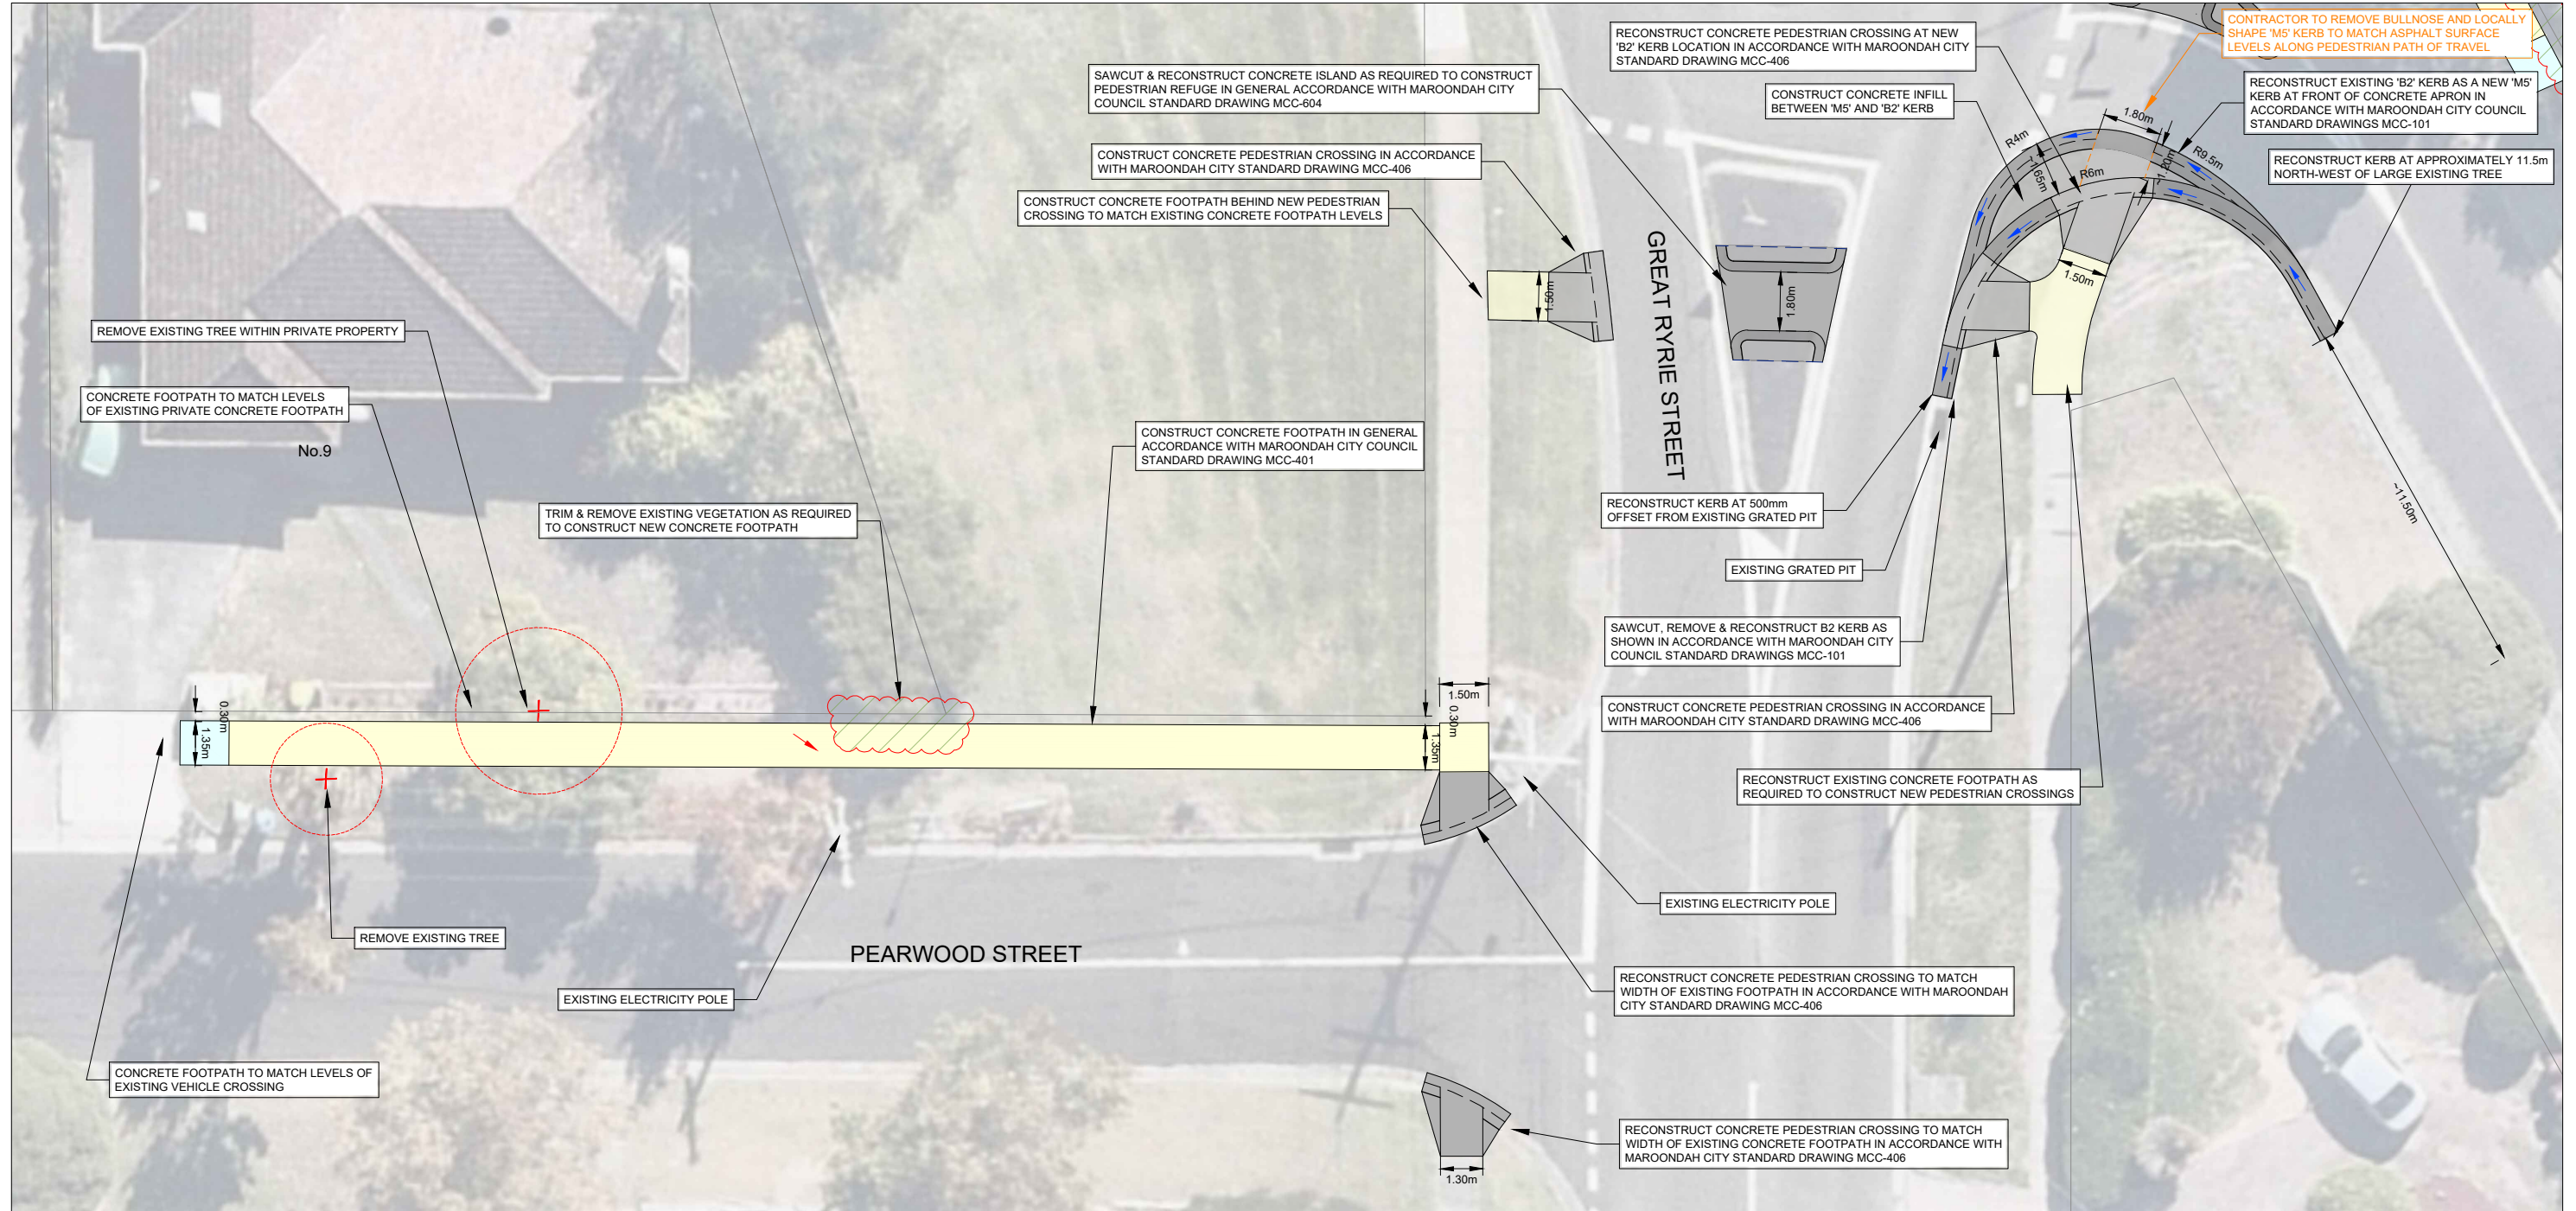 CONTRACTOR TO REMOVE BULLNOSE AND LOCALLY
SHAPE 'M5' KERB TO MATCH ASPHALT SURFACE
LEVELS ALONG PEDESTRIAN PATH OF TRAVEL
RECONSTRUCT CONCRETE PEDESTRIAN CROSSING AT NEW
'B2' KERB LOCATION IN ACCORDANCE WITH MAROONDAH CITY
STANDARD DRAWING MCC-406
SAWCUT & RECONSTRUCT CONCRETE ISLAND AS REQUIRED TO CONSTRUCT
PEDESTRIAN REFUGE IN GENERAL ACCORDANCE WITH MAROONDAH CITY
COUNCIL STANDARD DRAWING MCC-604
CONSTRUCT CONCRETE INFILL
BETWEEN 'M5' AND 'B2' KERB
RECONSTRUCT EXISTING 'B2' KERB AS A NEW 'M5'
KERB AT FRONT OF CONCRETE APRON IN
ACCORDANCE WITH MAROONDAH CITY COUNCIL
STANDARD DRAWINGS MCC-101
CONSTRUCT CONCRETE PEDESTRIAN CROSSING IN ACCORDANCE
WITH MAROONDAH CITY STANDARD DRAWING MCC-406
RECONSTRUCT KERB AT APPROXIMATELY 11.5m
NORTH-WEST OF LARGE EXISTING TREE
CONSTRUCT CONCRETE FOOTPATH BEHIND NEW PEDESTRIAN
CROSSING TO MATCH EXISTING CONCRETE FOOTPATH LEVELS
1.80m
R4m
R9.5m
R6m
1.50m
1.50m
1.80m
GREAT RYRIE STREET
REMOVE EXISTING TREE WITHIN PRIVATE PROPERTY
CONCRETE FOOTPATH TO MATCH LEVELS
OF EXISTING PRIVATE CONCRETE FOOTPATH
No.9
CONSTRUCT CONCRETE FOOTPATH IN GENERAL
ACCORDANCE WITH MAROONDAH CITY COUNCIL
STANDARD DRAWING MCC-401
TRIM & REMOVE EXISTING VEGETATION AS REQUIRED
TO CONSTRUCT NEW CONCRETE FOOTPATH
RECONSTRUCT KERB AT 500mm
OFFSET FROM EXISTING GRATED PIT
~11.50m
EXISTING GRATED PIT
SAWCUT, REMOVE & RECONSTRUCT B2 KERB AS
SHOWN IN ACCORDANCE WITH MAROONDAH CITY
COUNCIL STANDARD DRAWINGS MCC-101
CONSTRUCT CONCRETE PEDESTRIAN CROSSING IN ACCORDANCE
WITH MAROONDAH CITY STANDARD DRAWING MCC-406
0.30m
1.35m
1.50m
0.30m
1.35m
RECONSTRUCT EXISTING CONCRETE FOOTPATH AS
REQUIRED TO CONSTRUCT NEW PEDESTRIAN CROSSINGS
EXISTING ELECTRICITY POLE
REMOVE EXISTING TREE
PEARWOOD STREET
EXISTING ELECTRICITY POLE
RECONSTRUCT CONCRETE PEDESTRIAN CROSSING TO MATCH
WIDTH OF EXISTING FOOTPATH IN ACCORDANCE WITH MAROONDAH
CITY STANDARD DRAWING MCC-406
CONCRETE FOOTPATH TO MATCH LEVELS OF
EXISTING VEHICLE CROSSING
RECONSTRUCT CONCRETE PEDESTRIAN CROSSING TO MATCH
WIDTH OF EXISTING CONCRETE FOOTPATH IN ACCORDANCE WITH
MAROONDAH CITY STANDARD DRAWING MCC-406
1.30m